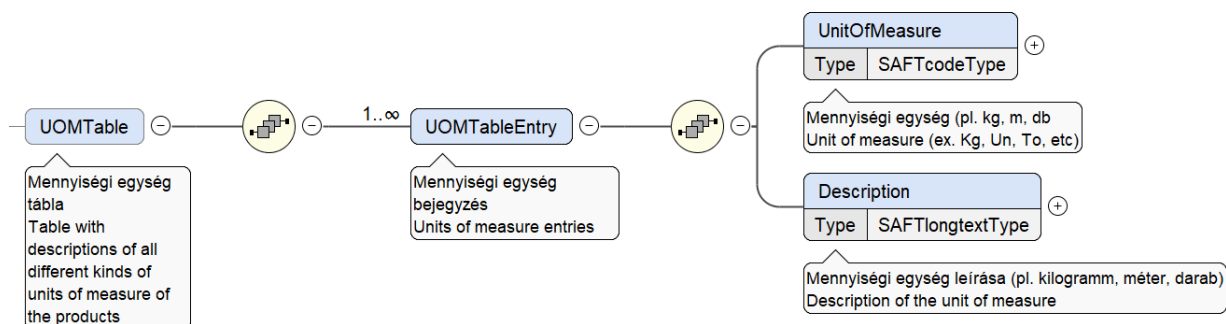 UOMTable
Mennyiségi egység
tábla
Table with
descriptions of all
different kinds of
units of measure of
the products
1..∞
UOMTableEntry
Mennyiségi egység
bejegyzés
Units of measure entries
UnitOfMeasure
Type SAFTcodeType
Mennyiségi egység (pl. kg, m, db
Unit of measure (ex. Kg, Un, To, etc)
Description
Type SAFTlongtextType
Mennyiségi egység leírása (pl. kilogramm, méter, darab)
Description of the unit of measure